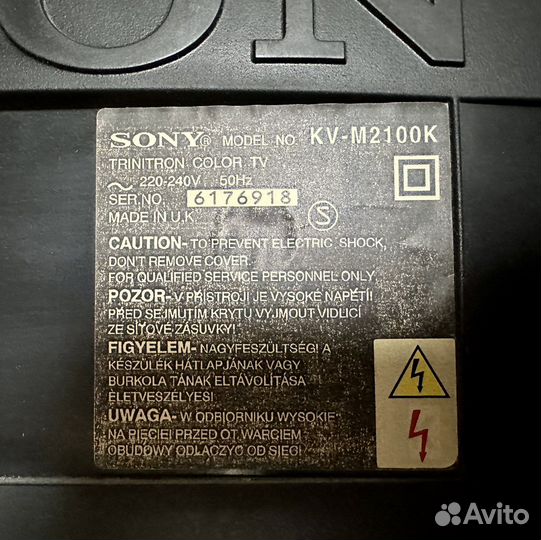 SONY® MODEL NO. KV-M2100K
TRINITRON COLOR TV
~ 220-240V 50Hz
SER.NO. 6176918
MADE IN U.K. S
CAUTION- TO PREVENT ELECTRIC SHOCK,
DON'T REMOVE COVER.
FOR QUALIFIED SERVICE PERSONNEL ONLY.
POZOR- V PŘÍSTROJI JE VYSOKÉ NAPĚTÍ!
PŘED SEJMUTÍM KRYTU VYJMOUT VIDLICI
ZE SÍŤOVÉ ZÁSUVKY!
FIGYELEM- NAGYFESZÜLTSÉG! A
KÉSZÜLÉK HÁTLAPJÁNAK VAGY
BURKOLATÁNAK ELTÁVOLÍTÁSA
ÉLETVESZÉLYES!
UWAGA- W ODBIORNIKU WYSOKIE
NAPIĘCIE! PRZED OTWARCIEM
OBUDOWY ODŁĄCZYĆ OD SIECI
Avito